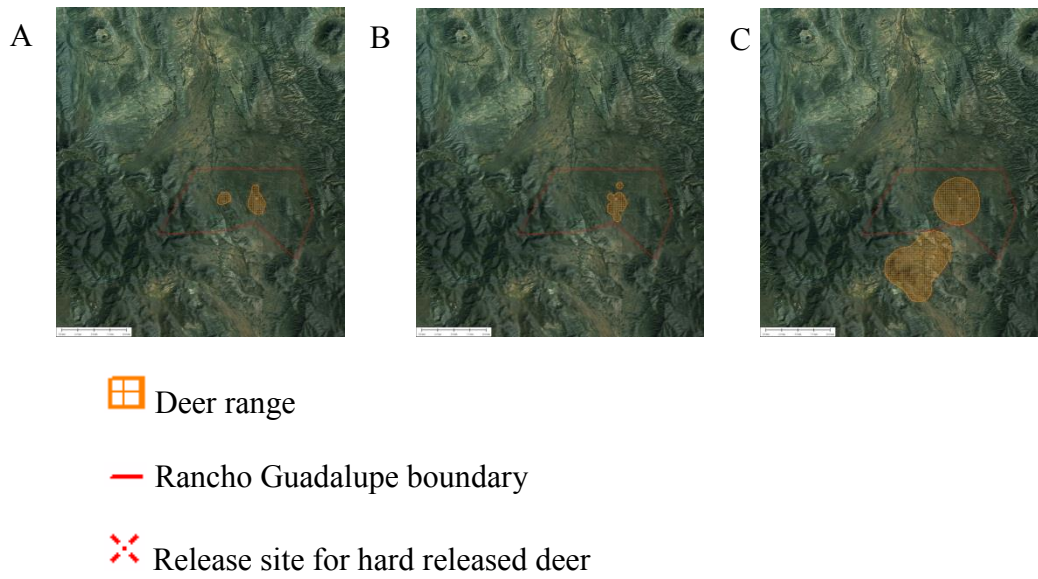 A
B
C
Deer range
Rancho Guadalupe boundary
Release site for hard released deer